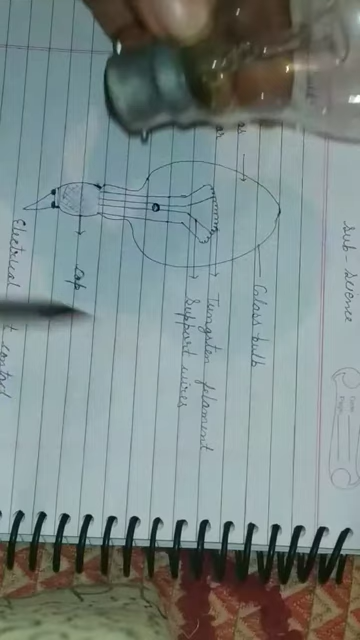 Sub- Science
Glass bulb
Tungsten filament
Support wires
Cap
Electrical
contact